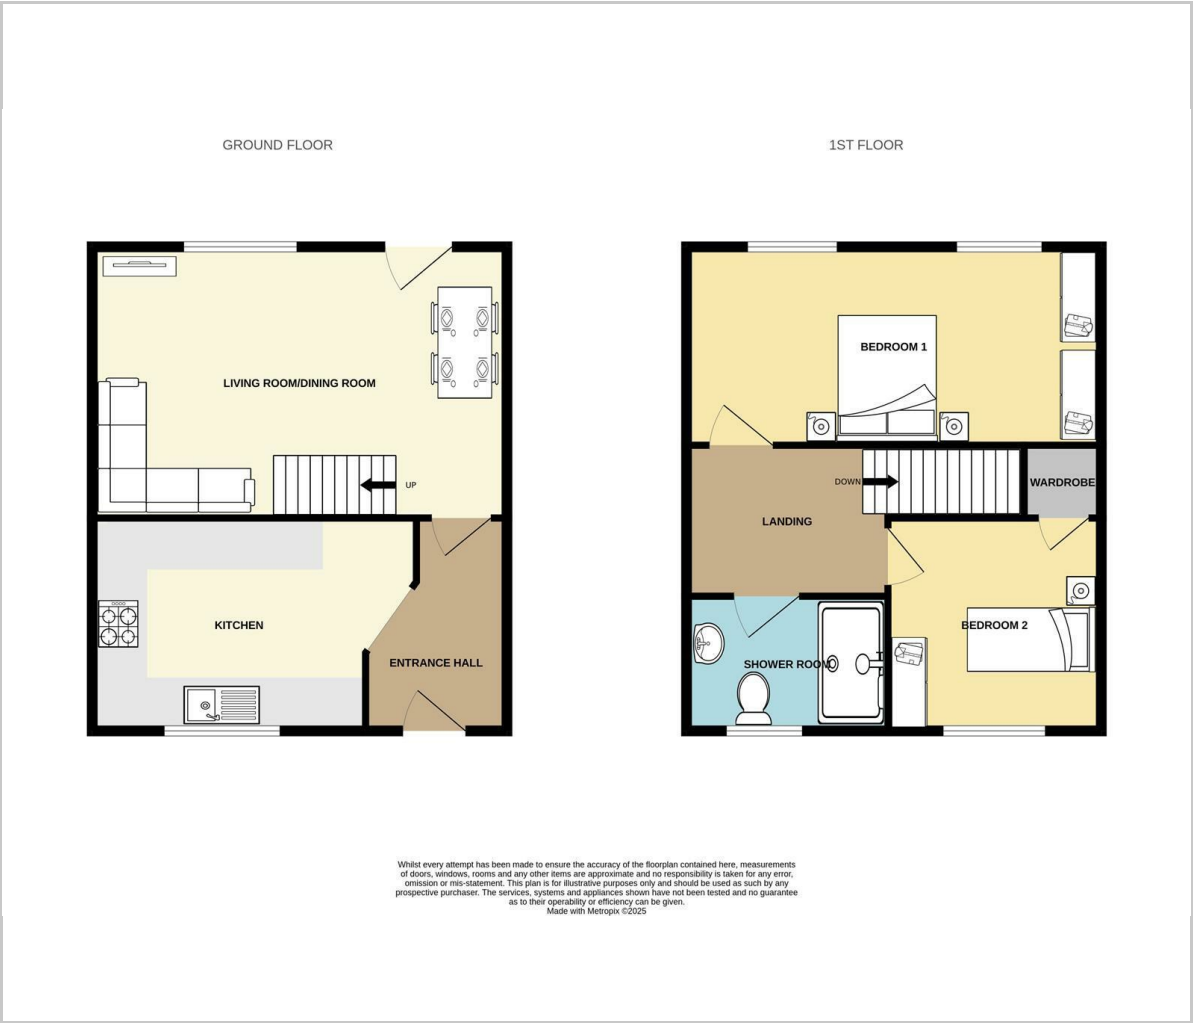 GROUND FLOOR
1ST FLOOR
LIVING ROOM/DINING ROOM
UP
KITCHEN
ENTRANCE HALL
BEDROOM 1
DOWN
WARDROBE
LANDING
BEDROOM 2
SHOWER ROOM
Whilst every attempt has been made to ensure the accuracy of the floorplan contained here, measurements
of doors, windows, rooms and any other items are approximate and no responsibility is taken for any error,
omission or mis-statement. This plan is for illustrative purposes only and should be used as such by any
prospective purchaser. The services, systems and appliances shown have not been tested and no guarantee
as to their operability or efficiency can be given.
Made with Metropix ©2025